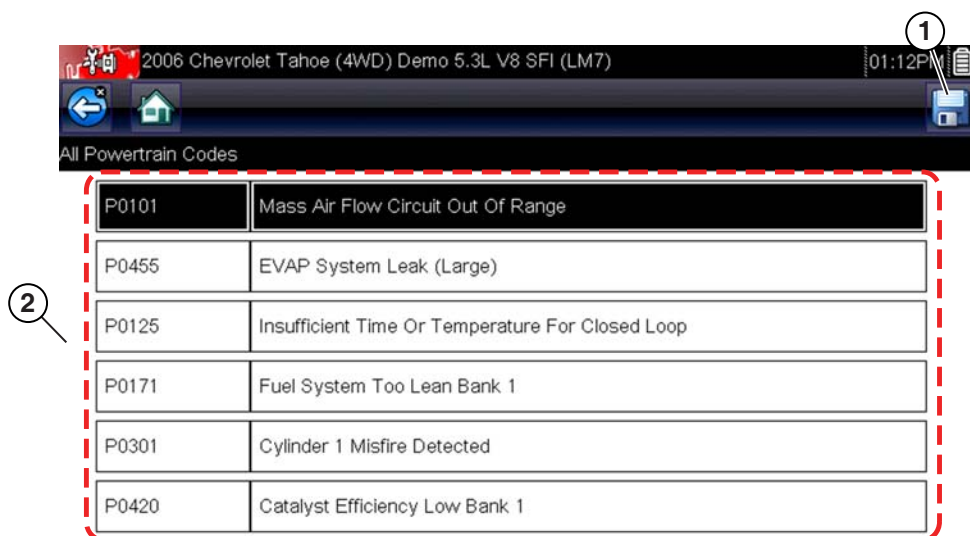 1
2006 Chevrolet Tahoe (4WD) Demo 5.3L V8 SFI (LM7) 01:12PM
All Powertrain Codes
P0101 Mass Air Flow Circuit Out Of Range
P0455 EVAP System Leak (Large)
2
P0125 Insufficient Time Or Temperature For Closed Loop
P0171 Fuel System Too Lean Bank 1
P0301 Cylinder 1 Misfire Detected
P0420 Catalyst Efficiency Low Bank 1